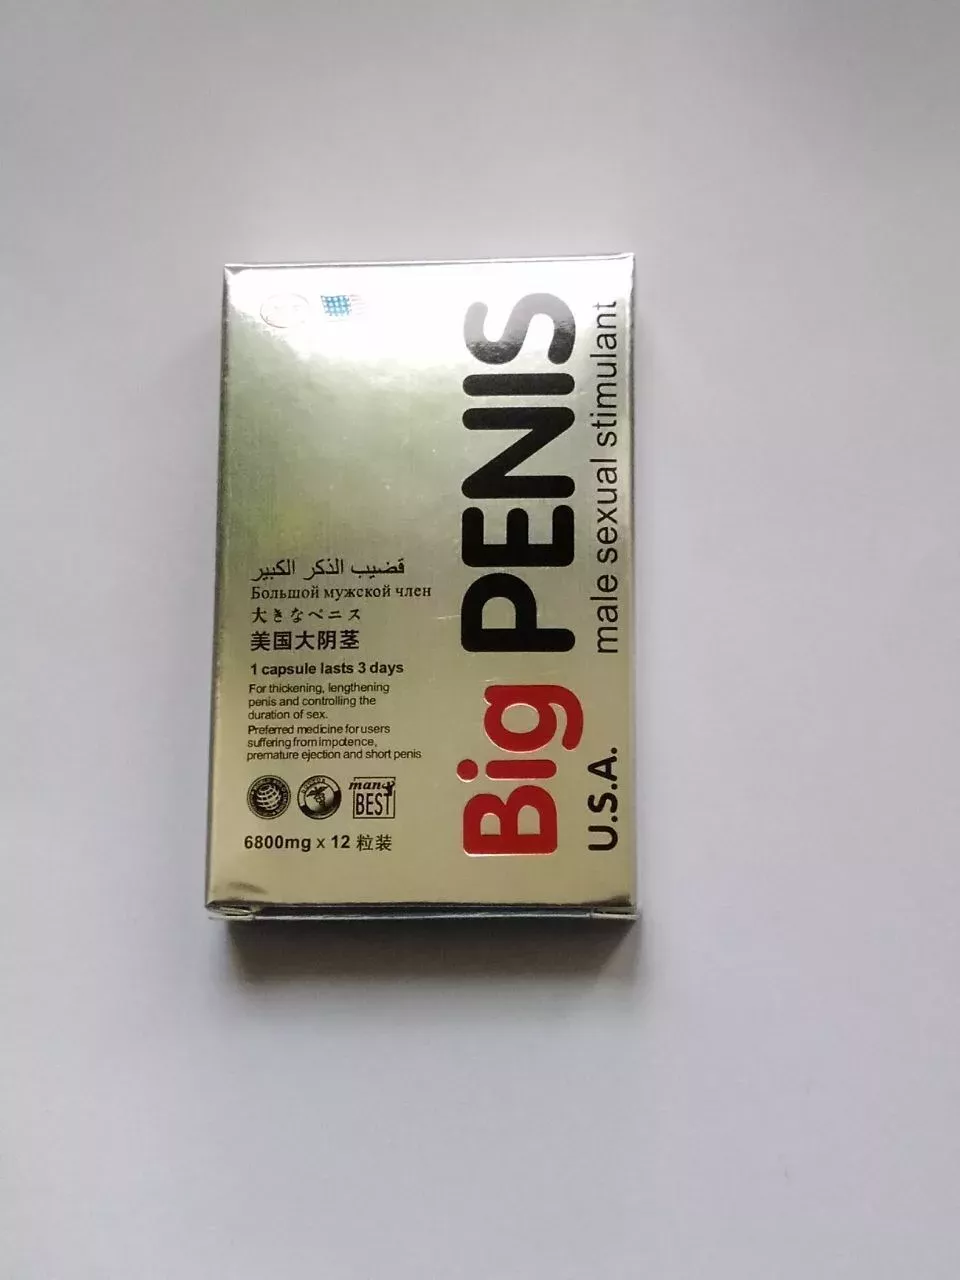 Big PENIS
U.S.A. male sexual stimulant
قضيب الذكر الكبير
Большой мужской член
大きなペニス
美国大阴茎
1 capsule lasts 3 days
For thickening, lengthening
penis and controlling the
duration of sex.
Preferred medicine for users
suffering from impotence,
premature ejection and short penis
man's
BEST
6800mg x 12 粒装